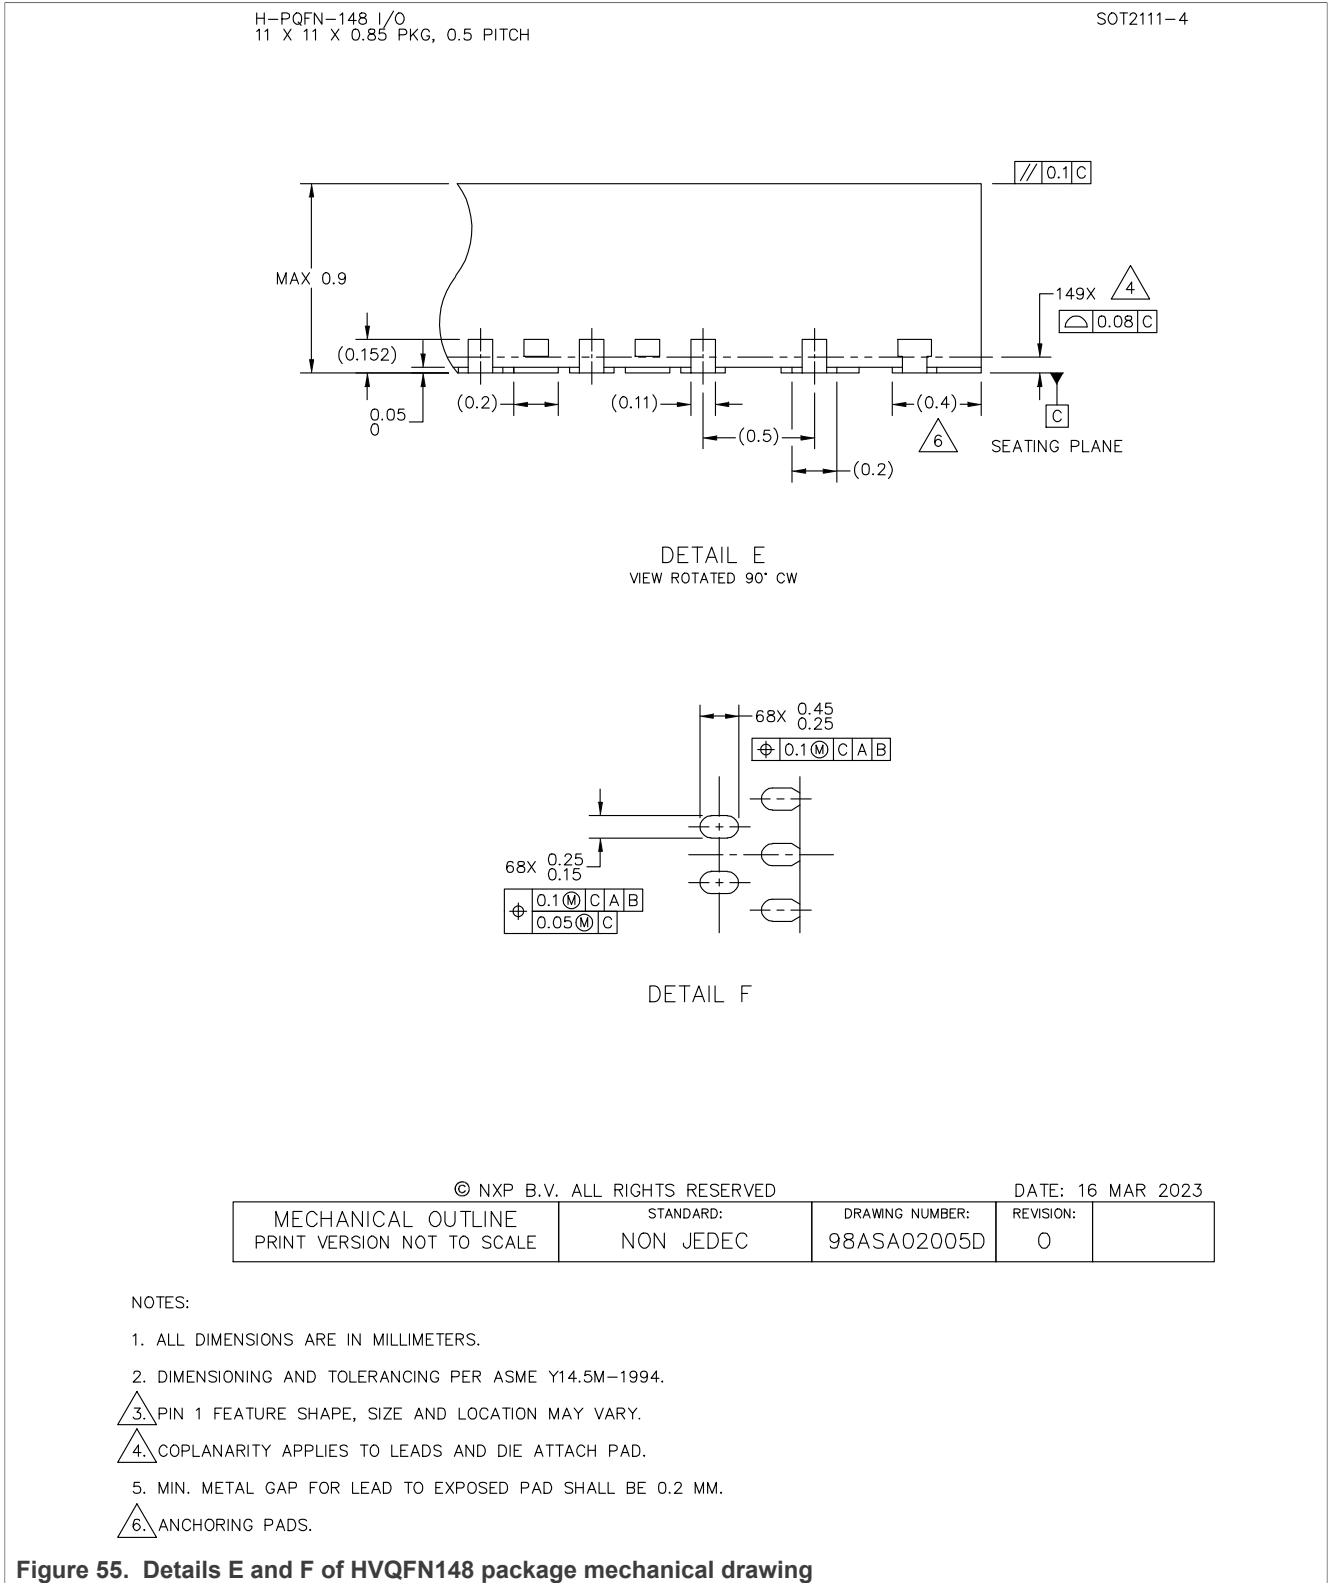 H-PQFN-148 I/O
SOT2111-4
11 X 11 X 0.85 PKG, 0.5 PITCH
// 0.1 C
MAX 0.9
149X 4
⌓ 0.08 C
(0.152)
0.05
0
(0.2)
(0.11)
(0.5)
(0.4)
6
C
SEATING PLANE
(0.2)
DETAIL E
VIEW ROTATED 90° CW
68X 0.45
0.25
⌖ 0.1 Ⓜ C A B
68X 0.25
0.15
⌖ 0.1 Ⓜ C A B
0.05 Ⓜ C
DETAIL F
© NXP B.V. ALL RIGHTS RESERVED
DATE: 16 MAR 2023
MECHANICAL OUTLINE
PRINT VERSION NOT TO SCALE
STANDARD:
NON JEDEC
DRAWING NUMBER:
98ASA02005D
REVISION:
O
NOTES:
1. ALL DIMENSIONS ARE IN MILLIMETERS.
2. DIMENSIONING AND TOLERANCING PER ASME Y14.5M-1994.
3. PIN 1 FEATURE SHAPE, SIZE AND LOCATION MAY VARY.
4. COPLANARITY APPLIES TO LEADS AND DIE ATTACH PAD.
5. MIN. METAL GAP FOR LEAD TO EXPOSED PAD SHALL BE 0.2 MM.
6. ANCHORING PADS.
Figure 55. Details E and F of HVQFN148 package mechanical drawing